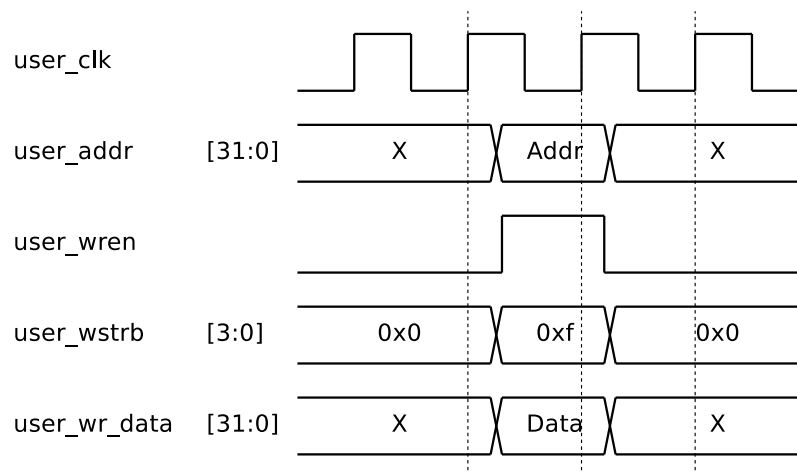 user_clk
user_addr [31:0] X Addr X
user_wren
user_wstrb [3:0] 0x0 0xf 0x0
user_wr_data [31:0] X Data X